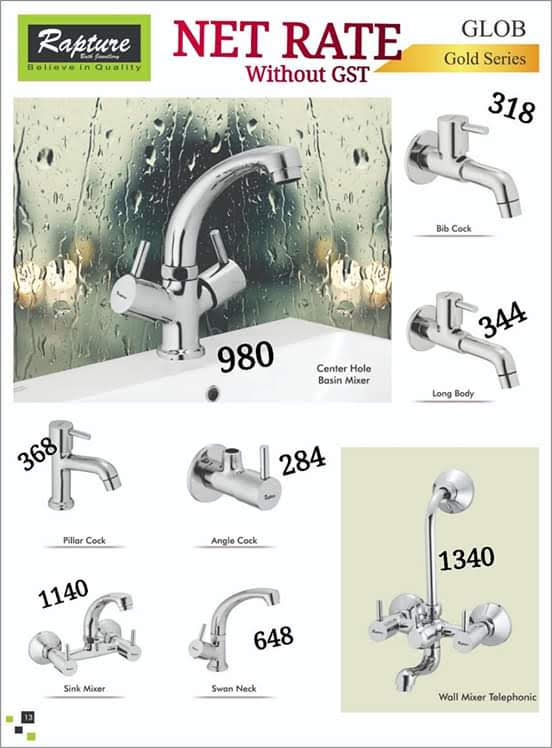 Rapture
Bath Jewellery
Believe in Quality
NET RATE
Without GST
GLOB
Gold Series
318
Bib Cock
980
Center Hole
Basin Mixer
344
Long Body
368
Pillar Cock
284
Angle Cock
1340
Wall Mixer Telephonic
1140
Sink Mixer
648
Swan Neck
13